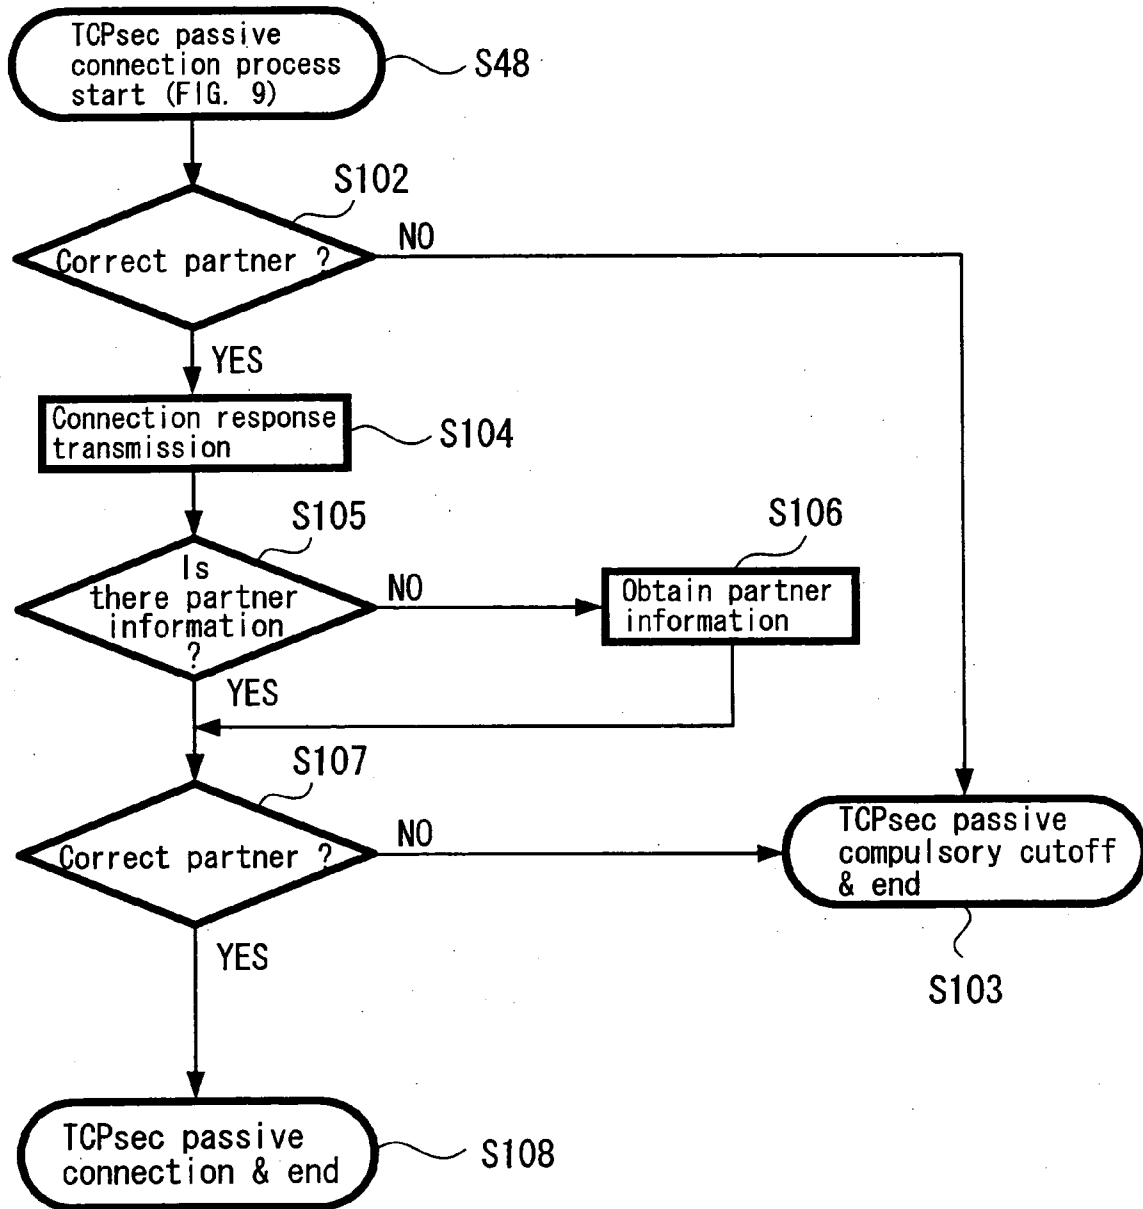 TCPsec passive
connection process
start (FIG. 9)
S48
S102
Correct partner ?
NO
YES
Connection response
transmission
S104
S105
Is
there partner
information
?
NO
YES
S106
Obtain partner
information
S107
Correct partner ?
NO
YES
TCPsec passive
compulsory cutoff
& end
S103
TCPsec passive
connection & end
S108